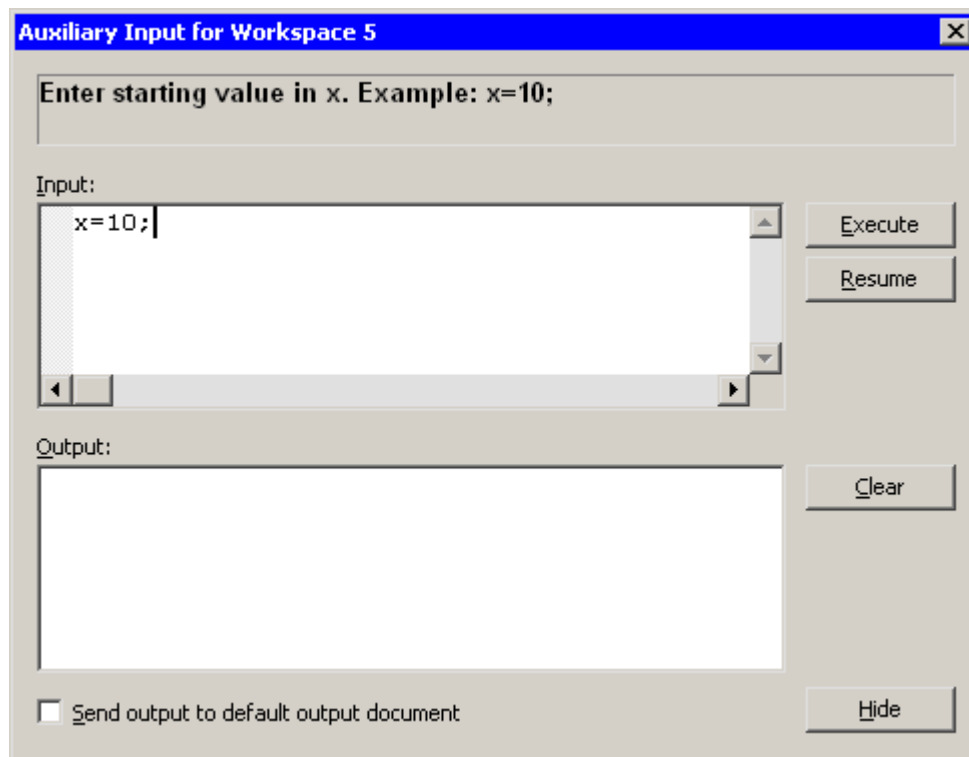 Auxiliary Input for Workspace 5
Enter starting value in x. Example: x=10;
Input:
x=10;
Execute
Resume
Output:
Clear
Send output to default output document
Hide